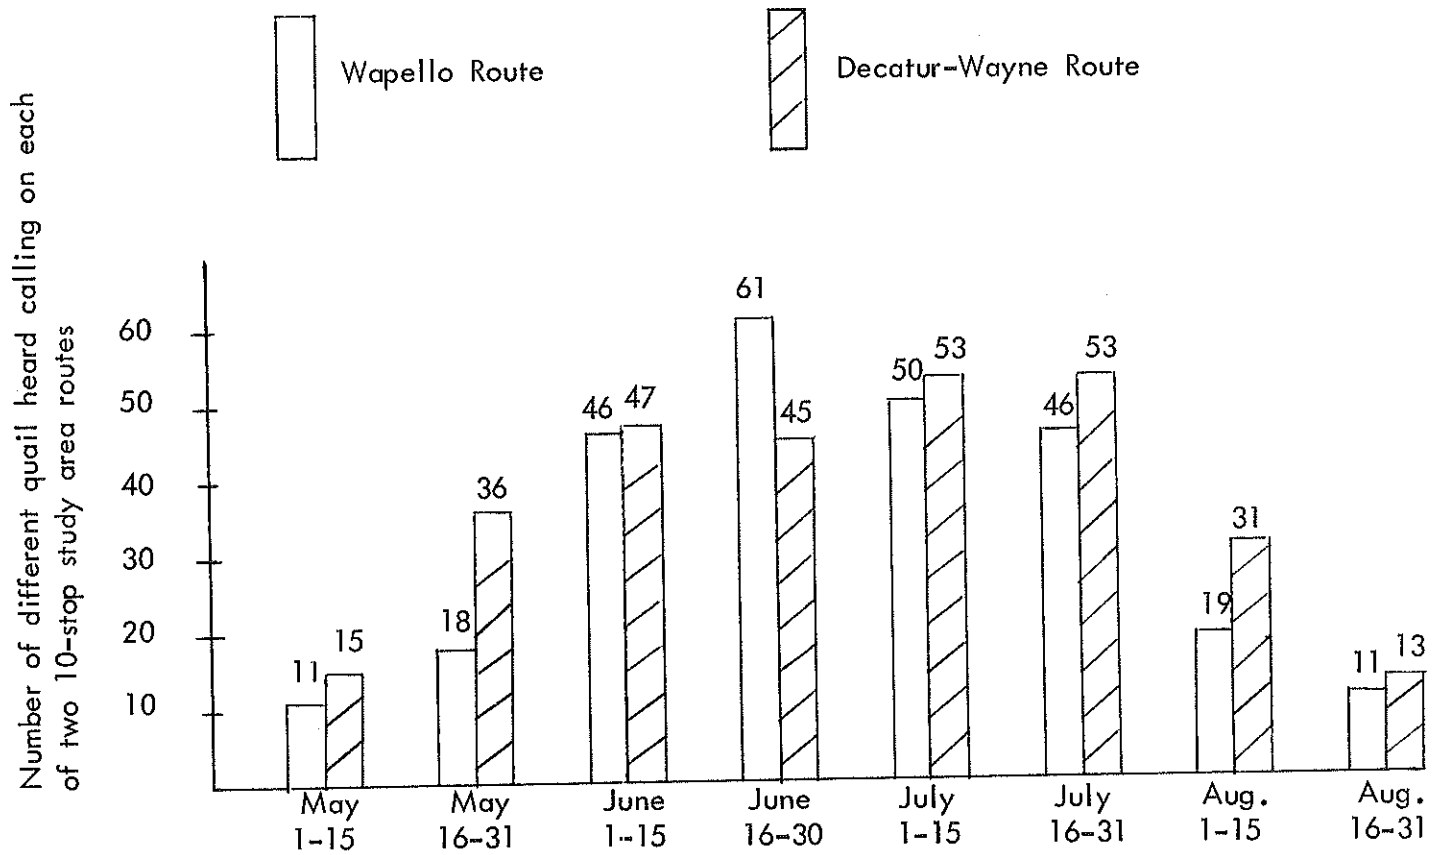 Wapello Route
Decatur-Wayne Route
Number of different quail heard calling on each
of two 10-stop study area routes
60
50
40
30
20
10
11 15
18 36
46 47
61 45
50 53
46 53
19 31
11 13
May
1-15
May
16-31
June
1-15
June
16-30
July
1-15
July
16-31
Aug.
1-15
Aug.
16-31